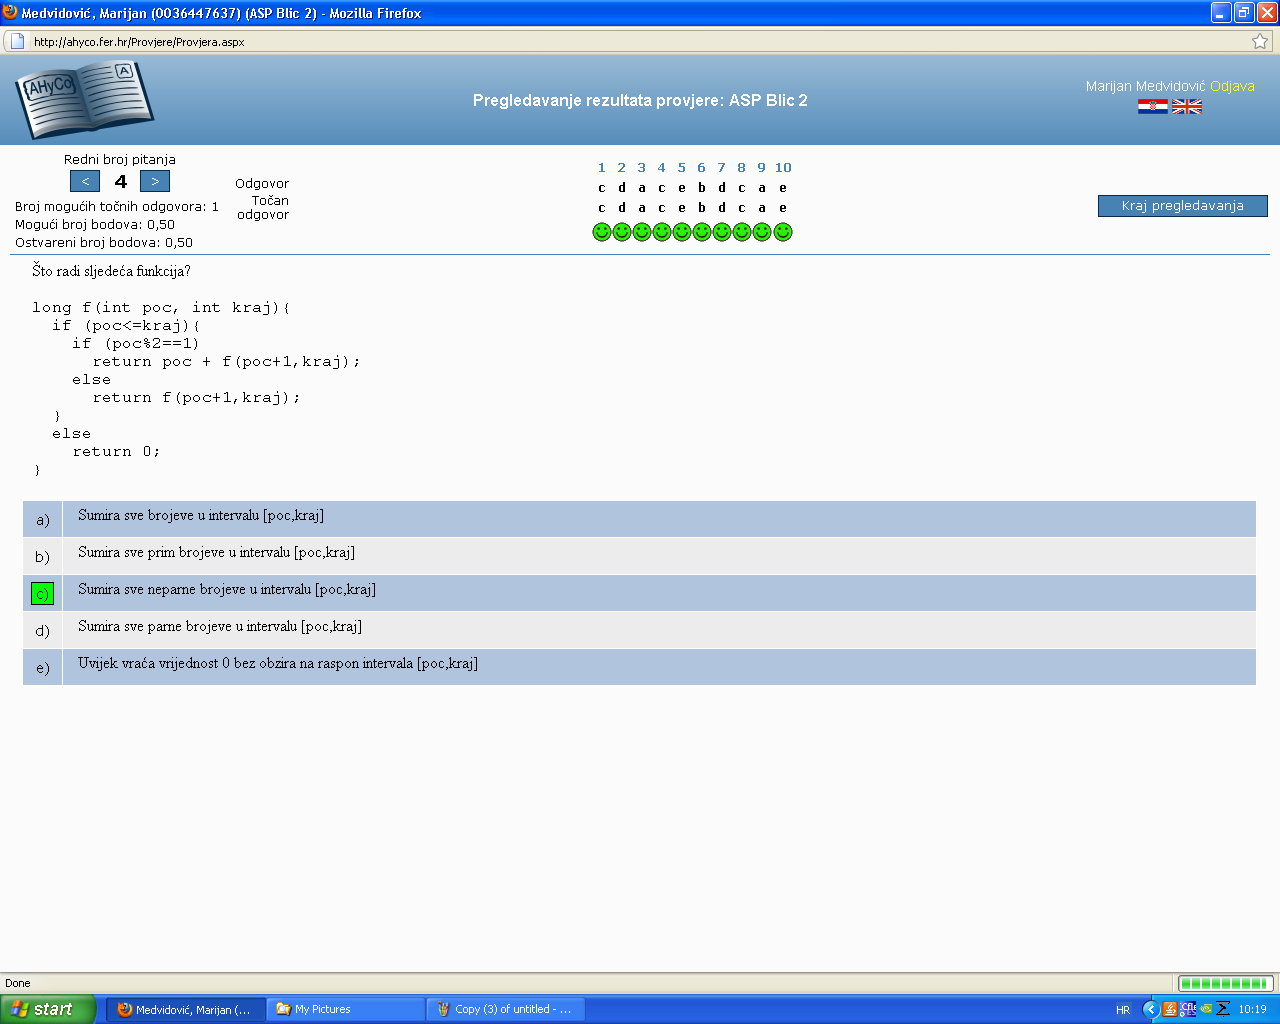 Medvidović, Marijan (0036447637) (ASP Blic 2) - Mozilla Firefox
http://ahyco.fer.hr/Provjere/Provjera.aspx
{AHyCo} A
Pregledavanje rezultata provjere: ASP Blic 2
Marijan Medvidović Odjava
Redni broj pitanja
< 4 >
Broj mogućih točnih odgovora: 1
Mogući broj bodova: 0,50
Ostvareni broj bodova: 0,50
1 2 3 4 5 6 7 8 9 10
Odgovor c d a c e b d c a e
Točan odgovor c d a c e b d c a e
Kraj pregledavanja
Što radi sljedeća funkcija?
long f(int poc, int kraj){
if (poc<=kraj){
if (poc%2==1)
return poc + f(poc+1,kraj);
else
return f(poc+1,kraj);
}
else
return 0;
}
a) Sumira sve brojeve u intervalu [poc,kraj]
b) Sumira sve prim brojeve u intervalu [poc,kraj]
c) Sumira sve neparne brojeve u intervalu [poc,kraj]
d) Sumira sve parne brojeve u intervalu [poc,kraj]
e) Uvijek vraća vrijednost 0 bez obzira na raspon intervala [poc,kraj]
Done
start Medvidović, Marijan (... My Pictures Copy (3) of untitled - ... HR 10:19